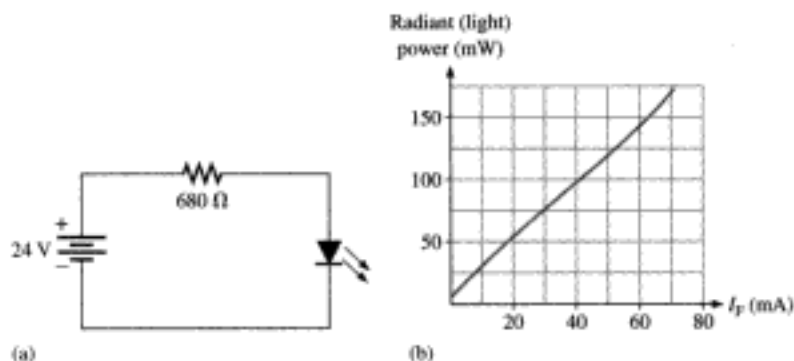 Radiant (light)
power (mW)
150
100
50
20 40 60 80
I_F (mA)
680 Ω
+
24 V
−
(a)
(b)